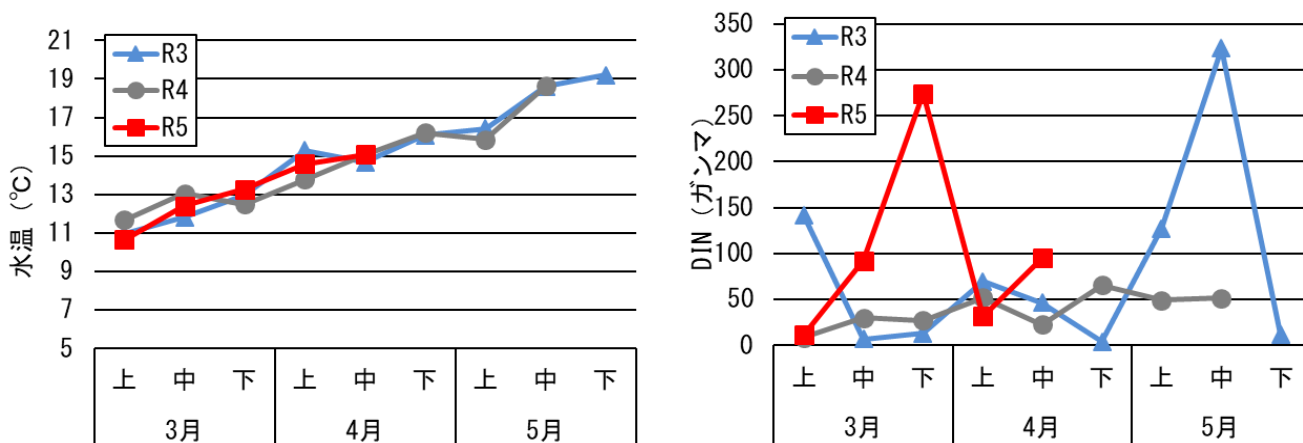 水温（℃）
21
19
17
15
13
11
9
7
5
R3
R4
R5
上 中 下 上 中 下 上 中 下
3月 4月 5月
DIN（ガンマ）
350
300
250
200
150
100
50
0
R3
R4
R5
上 中 下 上 中 下 上 中 下
3月 4月 5月